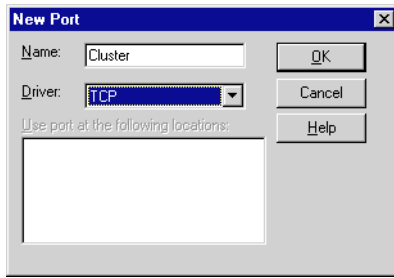 New Port
Name: Cluster
OK
Driver: TCP
Cancel
Use port at the following locations:
Help